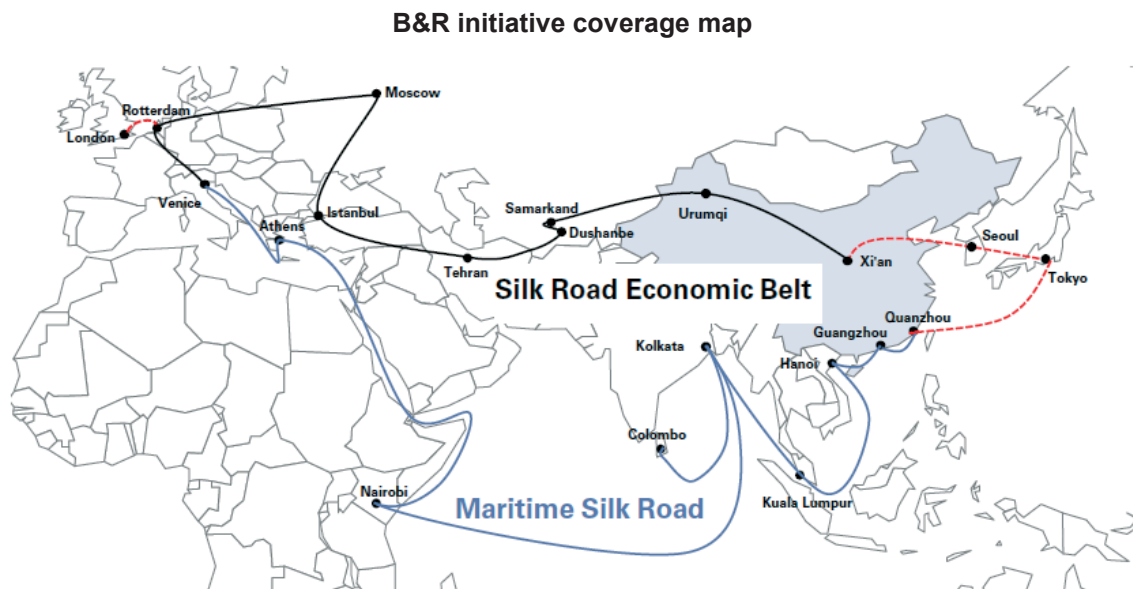 B&R initiative coverage map
Moscow
Rotterdam
London
Venice
Istanbul
Athens
Samarkand
Dushanbe
Urumqi
Tehran
Xi'an
Seoul
Tokyo
Silk Road Economic Belt
Quanzhou
Guangzhou
Kolkata
Hanoi
Colombo
Kuala Lumpur
Nairobi
Maritime Silk Road